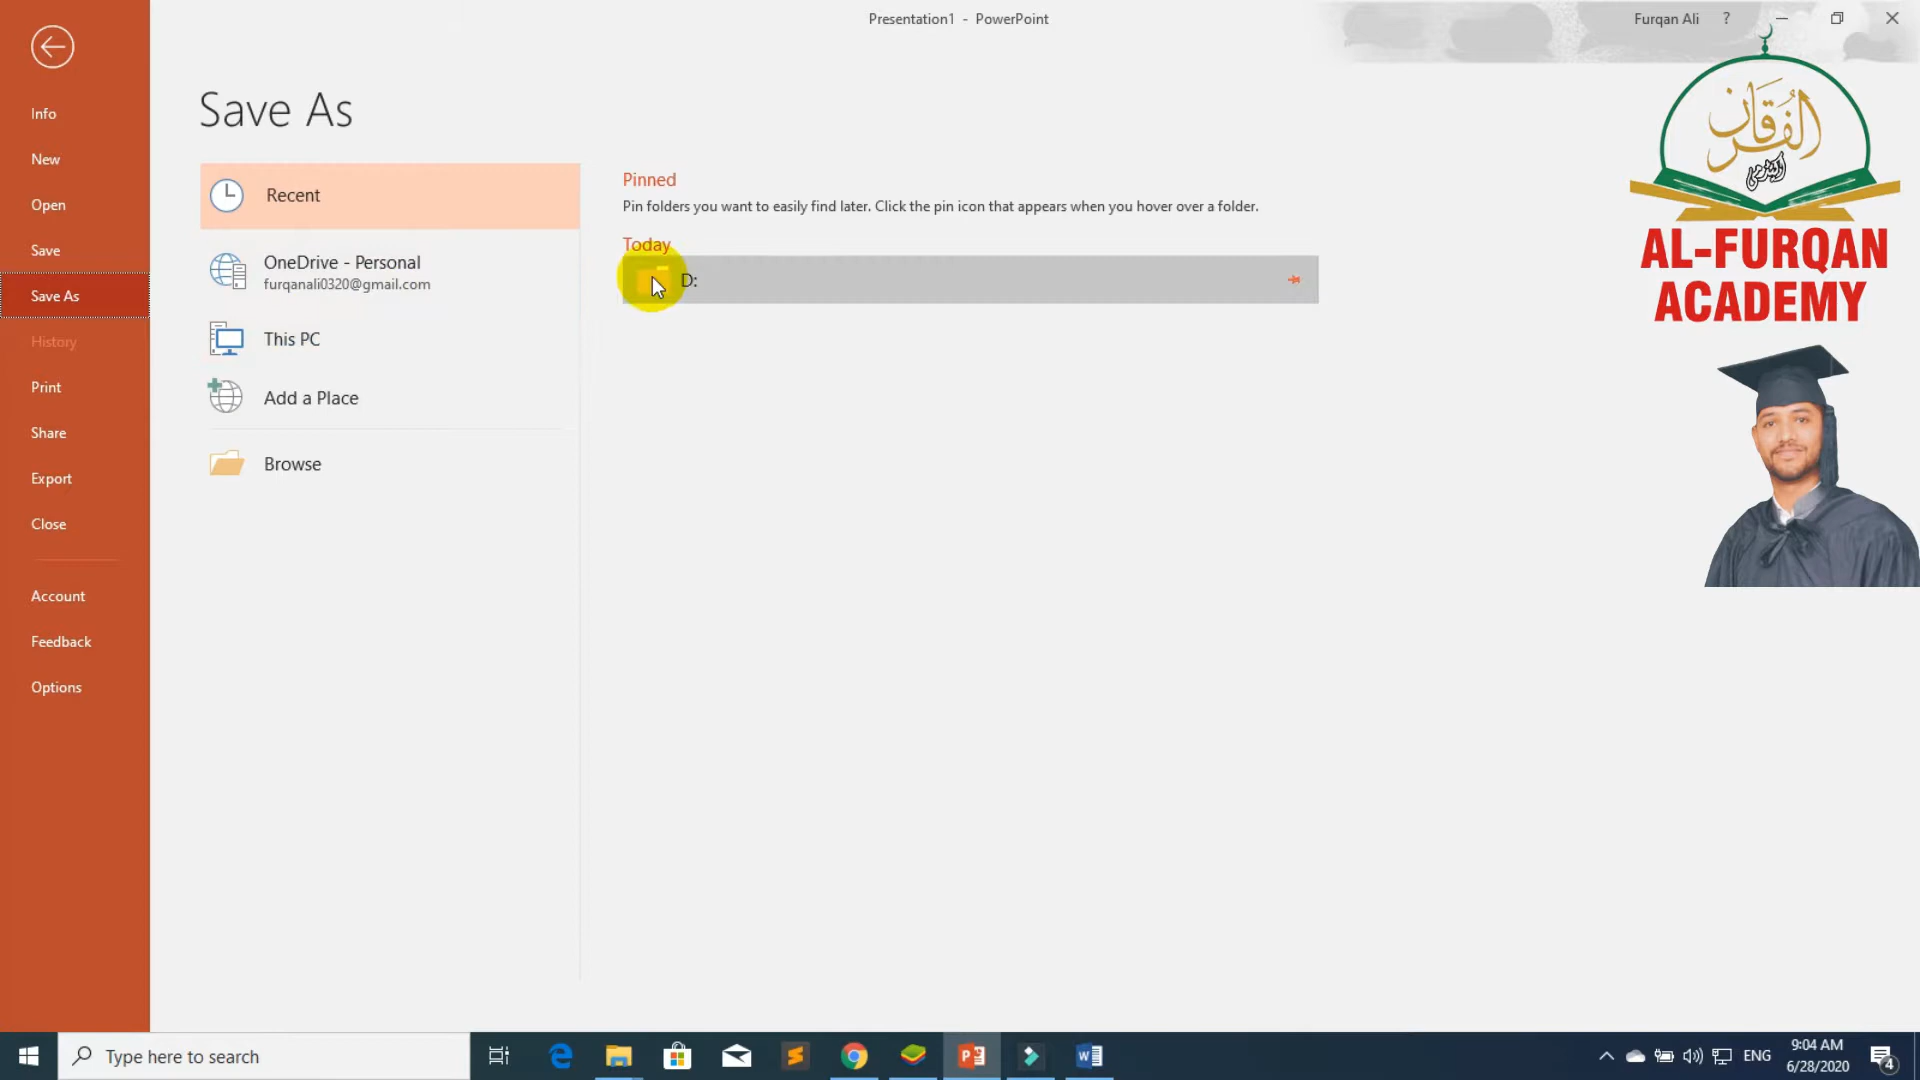 Presentation1 - PowerPoint
Furqan Ali ?
Info
New
Open
Save
Save As
History
Print
Share
Export
Close
Account
Feedback
Options
Save As
Recent
OneDrive - Personal
furqanali0320@gmail.com
This PC
Add a Place
Browse
Pinned
Pin folders you want to easily find later. Click the pin icon that appears when you hover over a folder.
Today
D:
الفرقان
اکیڈمی
AL-FURQAN
ACADEMY
Type here to search
ENG
9:04 AM
6/28/2020
4